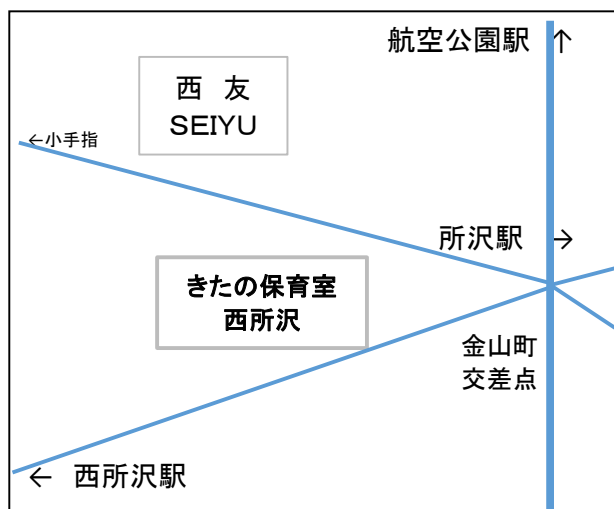 航空公園駅 ↑
西 友
SEIYU
←小手指
所沢駅 →
きたの保育室
西所沢
金山町
交差点
← 西所沢駅